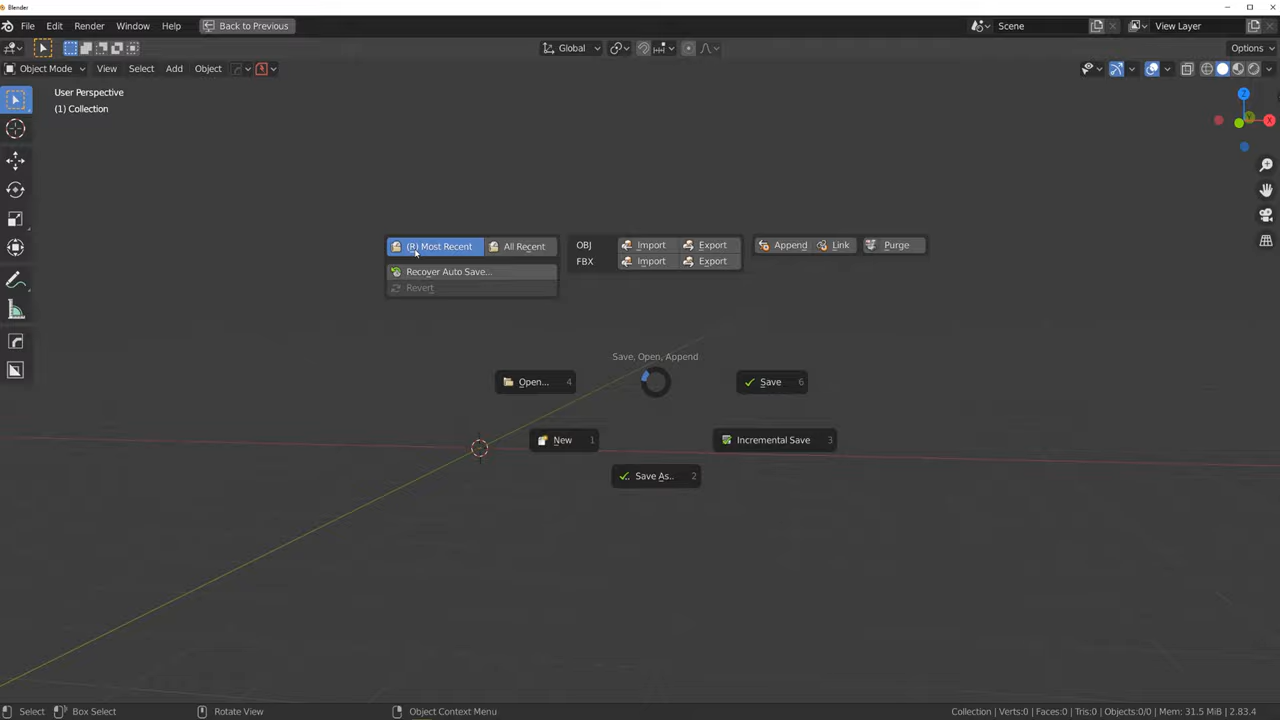 Blender
File Edit Render Window Help Back to Previous Scene View Layer
Global Options
Object Mode View Select Add Object
User Perspective
(1) Collection
Z
Y
X
(R) Most Recent All Recent OBJ Import Export Append Link Purge
FBX Import Export
Recover Auto Save...
Revert
Save, Open, Append
Open... 4 Save 6
New 1 Incremental Save 3
Save As.. 2
Select Box Select Rotate View Object Context Menu Collection | Verts:0 | Faces:0 | Tris:0 | Objects:0/0 | Mem: 31.5 MiB | 2.83.4